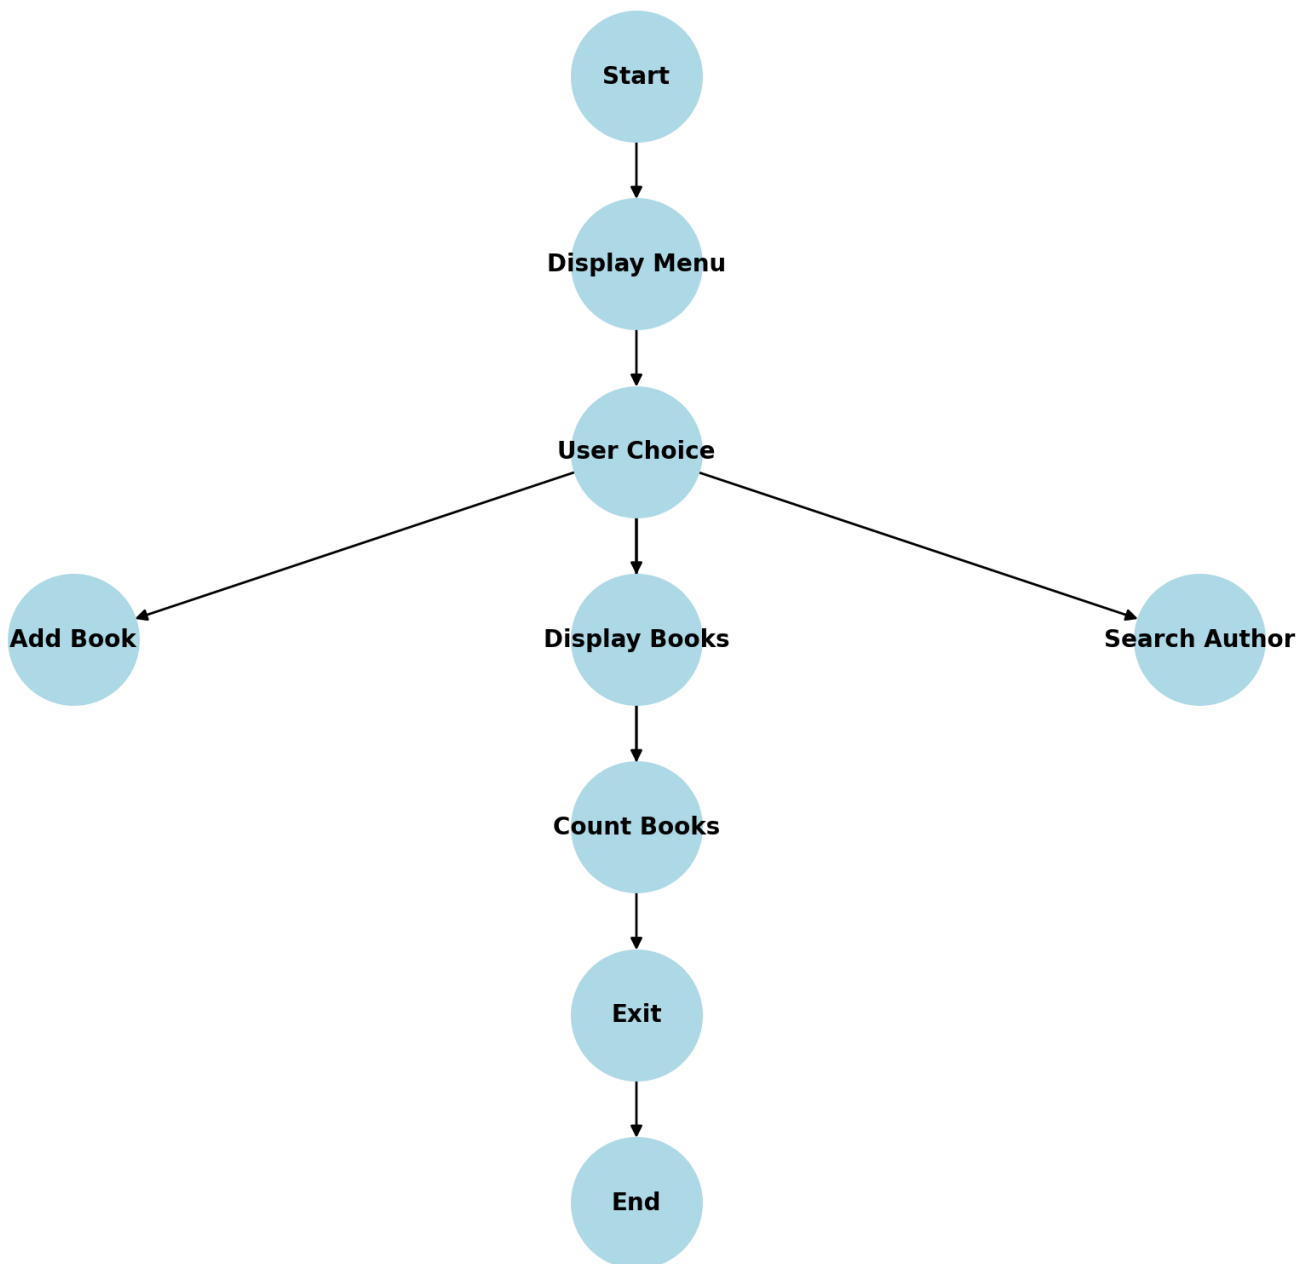 Start
Display Menu
User Choice
Add Book
Display Books
Search Author
Count Books
Exit
End